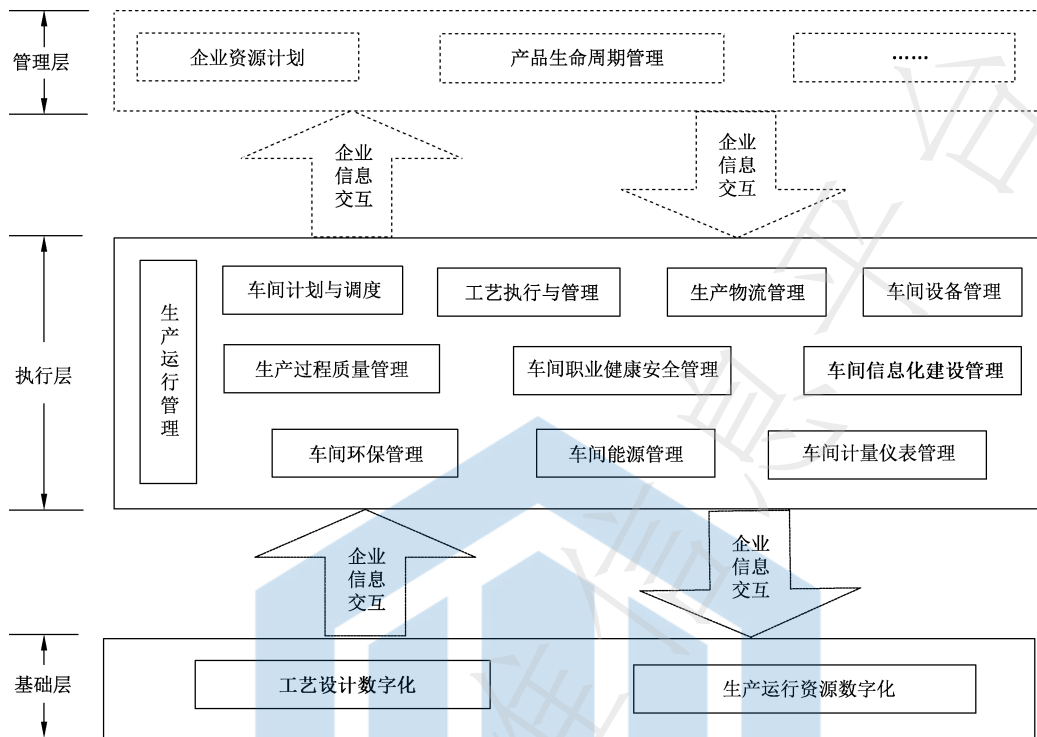 管理层
企业资源计划
产品生命周期管理
……
企业
信息
交互
企业
信息
交互
执行层
生产运行管理
车间计划与调度
工艺执行与管理
生产物流管理
车间设备管理
生产过程质量管理
车间职业健康安全管理
车间信息化建设管理
车间环保管理
车间能源管理
车间计量仪表管理
企业
信息
交互
企业
信息
交互
基础层
工艺设计数字化
生产运行资源数字化